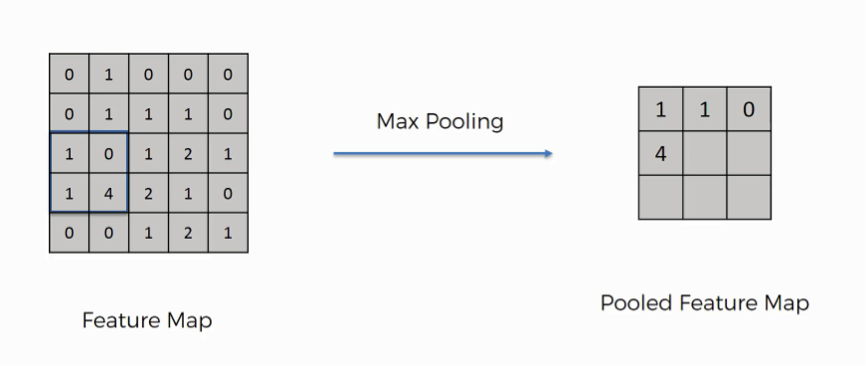 0 1 0 0 0
0 1 1 1 0
1 0 1 2 1
1 4 2 1 0
0 0 1 2 1
Feature Map
Max Pooling
1 1 0
4
Pooled Feature Map